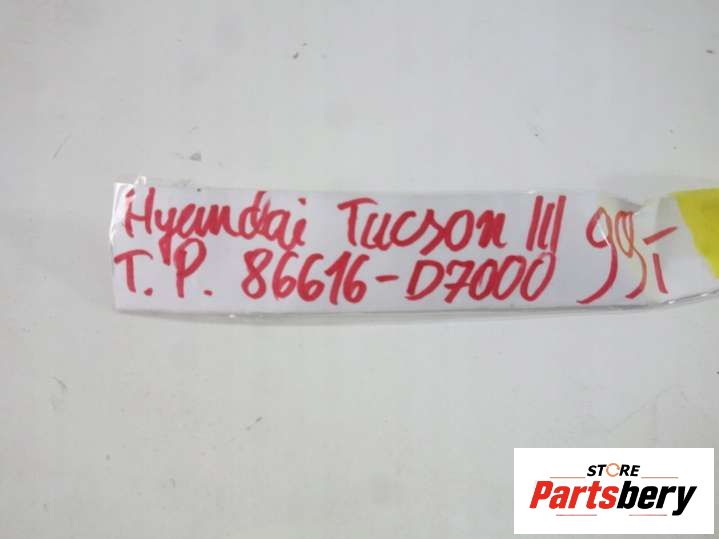 Hyundai Tucson III
T. P. 86616-D7000
STORE
Partsbery